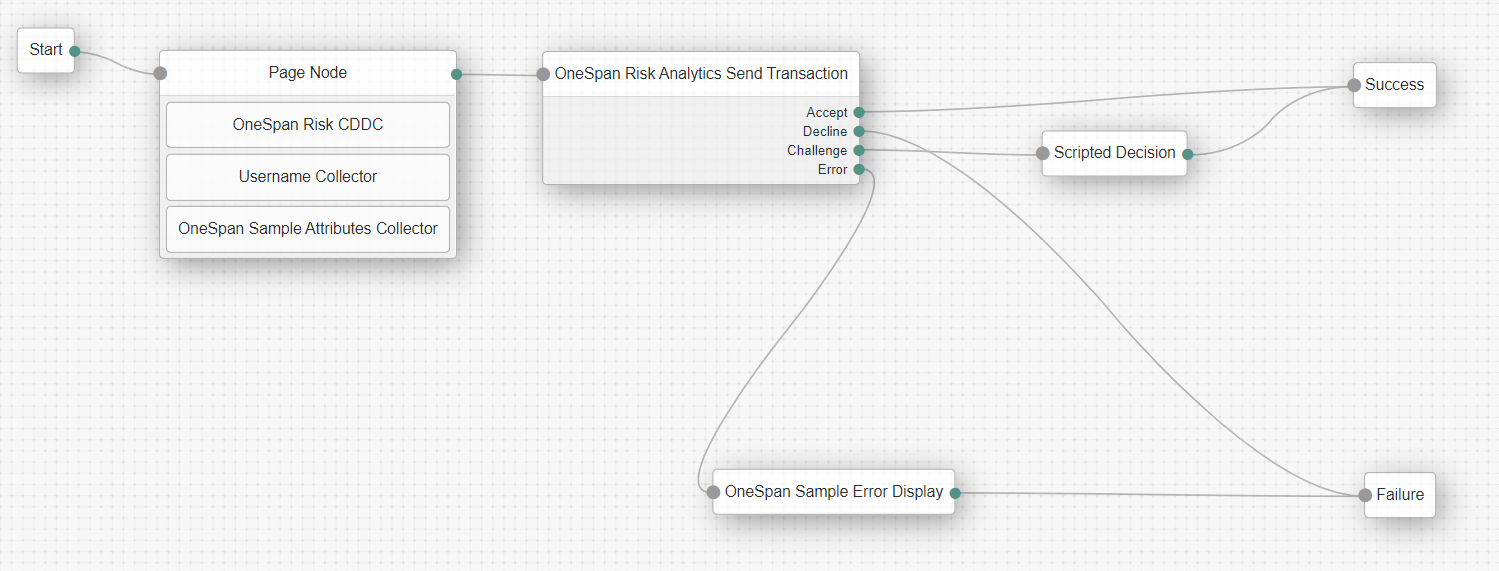 Start
Page Node
OneSpan Risk CDDC
Username Collector
OneSpan Sample Attributes Collector
OneSpan Risk Analytics Send Transaction
Accept
Decline
Challenge
Error
Scripted Decision
Success
OneSpan Sample Error Display
Failure